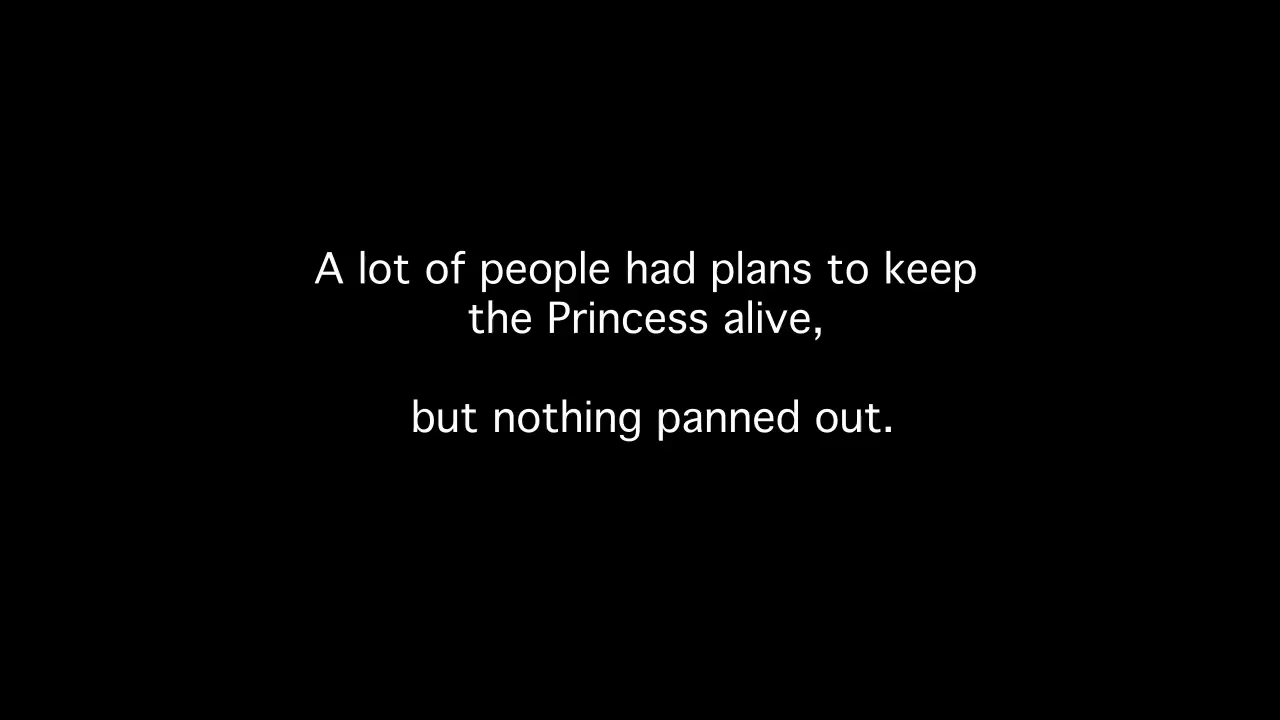 A lot of people had plans to keep
the Princess alive,
but nothing panned out.